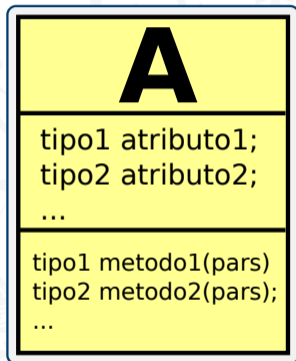 A
tipo1 atributo1;
tipo2 atributo2;
...
tipo1 metodo1(pars)
tipo2 metodo2(pars);
...